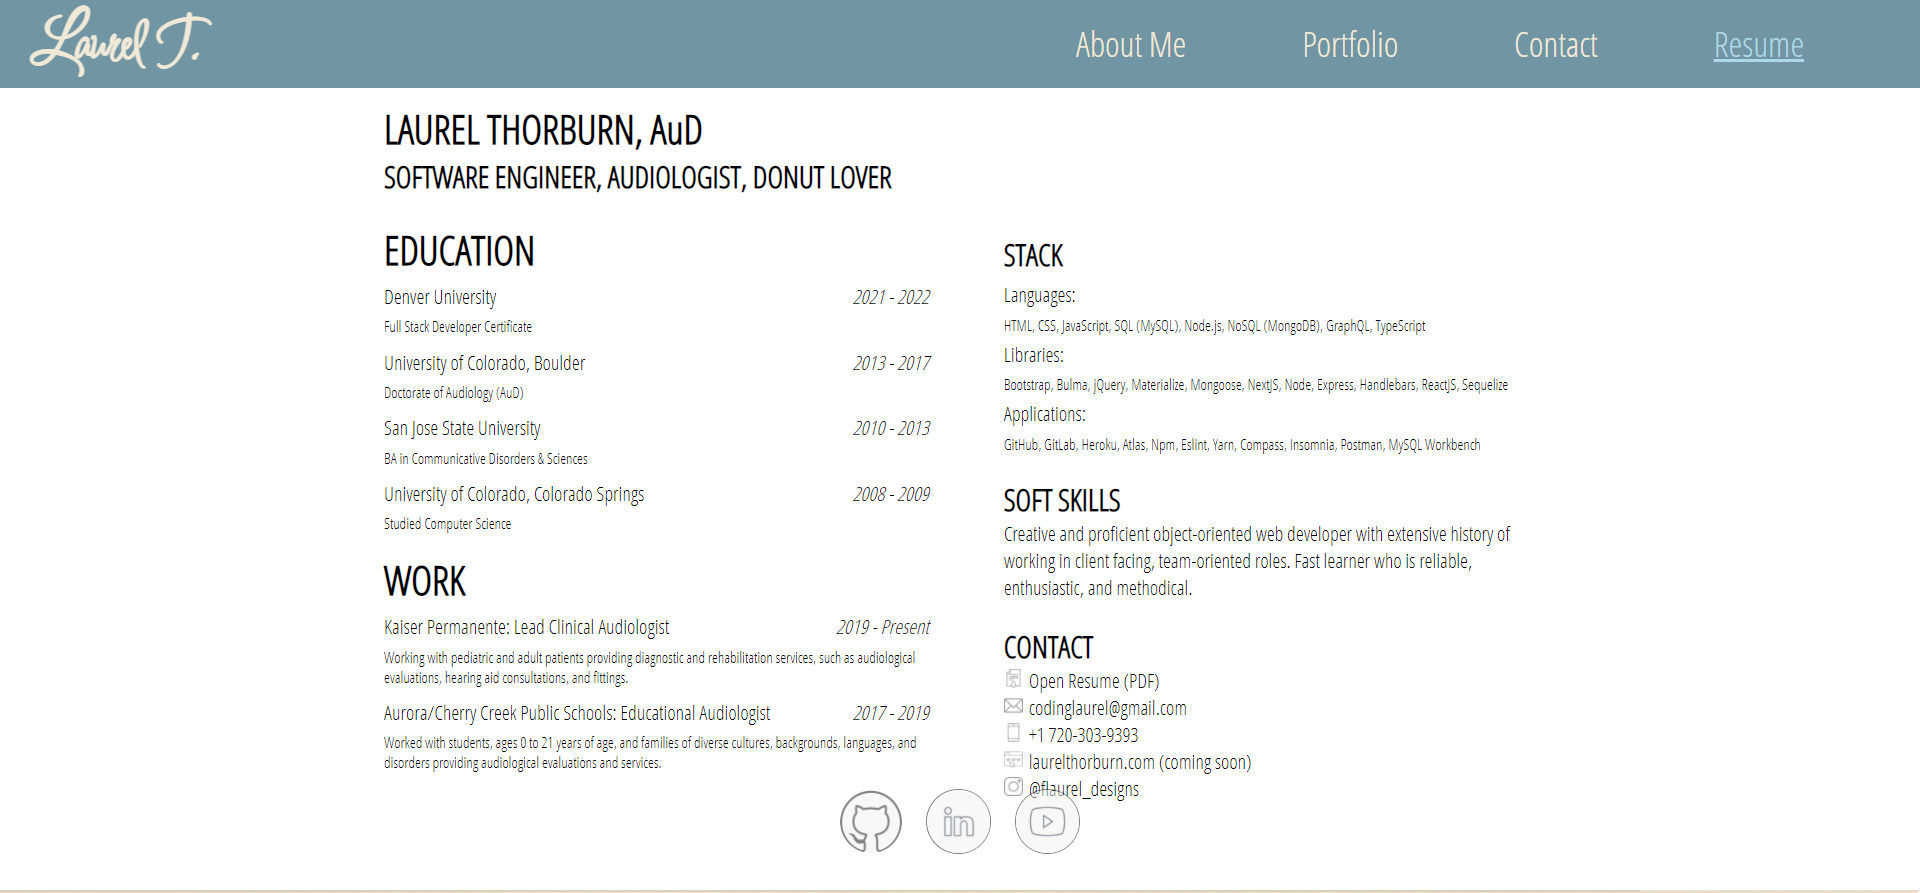 Laurel T.
About Me
Portfolio
Contact
Resume
LAUREL THORBURN, AuD
SOFTWARE ENGINEER, AUDIOLOGIST, DONUT LOVER
EDUCATION
Denver University
2021 - 2022
Full Stack Developer Certificate
University of Colorado, Boulder
2013 - 2017
Doctorate of Audiology (AuD)
San Jose State University
2010 - 2013
BA in Communicative Disorders & Sciences
University of Colorado, Colorado Springs
2008 - 2009
Studied Computer Science
WORK
Kaiser Permanente: Lead Clinical Audiologist
2019 - Present
Working with pediatric and adult patients providing diagnostic and rehabilitation services, such as audiological
evaluations, hearing aid consultations, and fittings.
Aurora/Cherry Creek Public Schools: Educational Audiologist
2017 - 2019
Worked with students, ages 0 to 21 years of age, and families of diverse cultures, backgrounds, languages, and
disorders providing audiological evaluations and services.
STACK
Languages:
HTML, CSS, JavaScript, SQL (MySQL), Node.js, NoSQL (MongoDB), GraphQL, TypeScript
Libraries:
Bootstrap, Bulma, jQuery, Materialize, Mongoose, NextJS, Node, Express, Handlebars, ReactJS, Sequelize
Applications:
GitHub, GitLab, Heroku, Atlas, Npm, Eslint, Yarn, Compass, Insomnia, Postman, MySQL Workbench
SOFT SKILLS
Creative and proficient object-oriented web developer with extensive history of
working in client facing, team-oriented roles. Fast learner who is reliable,
enthusiastic, and methodical.
CONTACT
Open Resume (PDF)
codinglaurel@gmail.com
+1 720-303-9393
laurelthorburn.com (coming soon)
@flaurel_designs
in